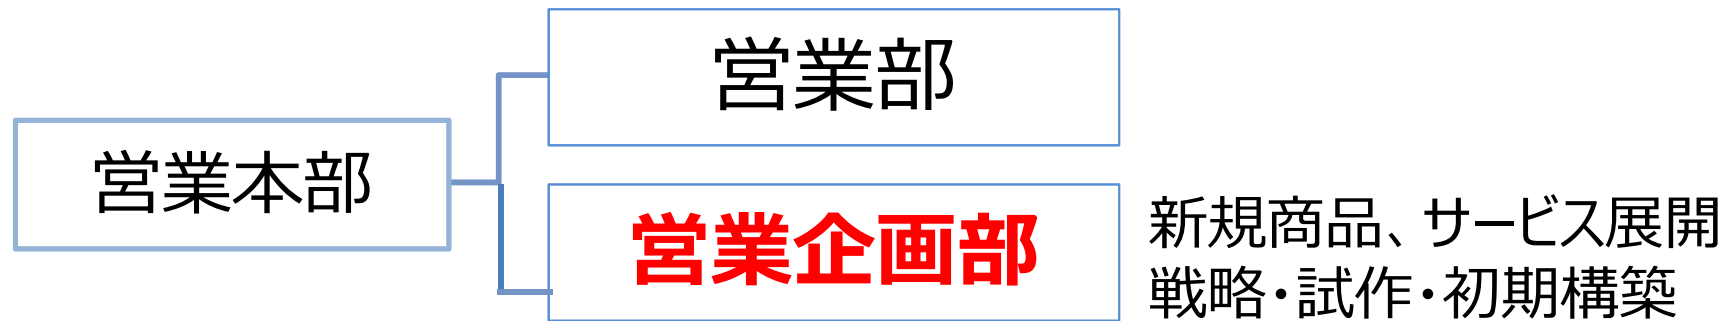 営業部
営業本部
営業企画部
新規商品、サービス展開
戦略・試作・初期構築